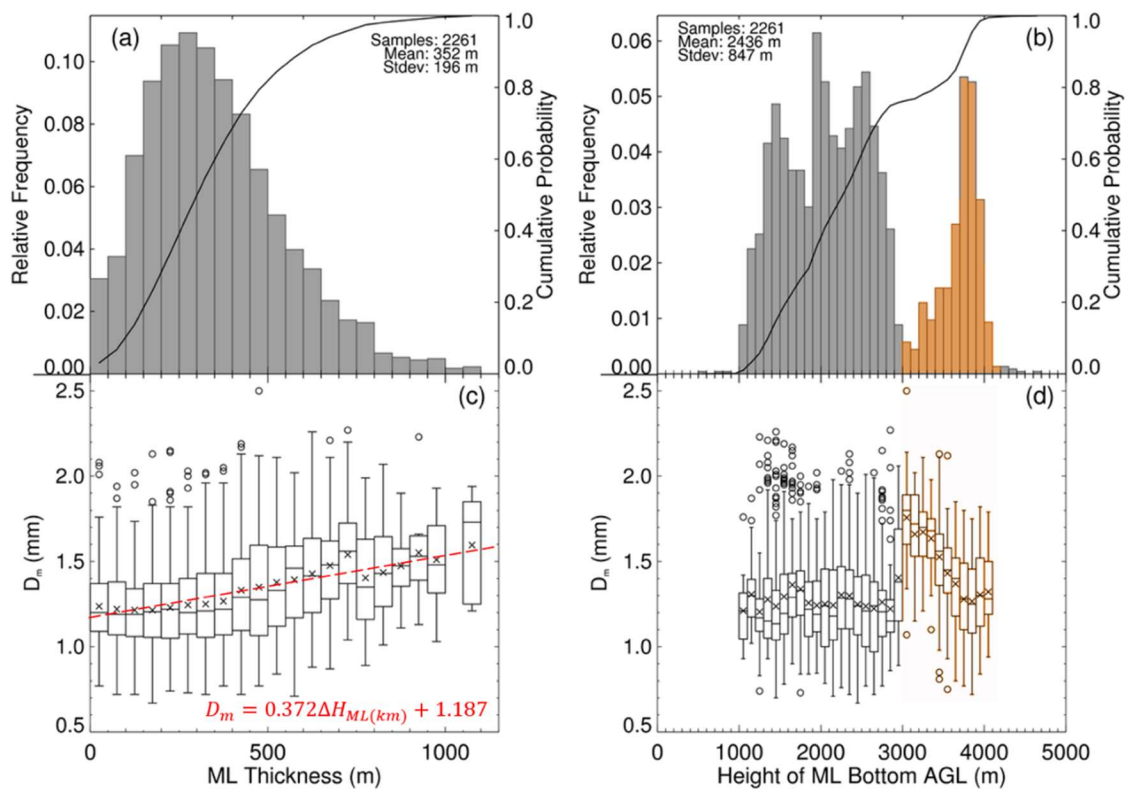 (a)
Samples: 2261
Mean: 352 m
Stdev: 196 m
Relative Frequency
0.10
0.08
0.06
0.04
0.02
0.00
Cumulative Probability
1.0
0.8
0.6
0.4
0.2
0.0
(b)
Samples: 2261
Mean: 2436 m
Stdev: 847 m
Relative Frequency
0.06
0.05
0.04
0.03
0.02
0.01
0.00
Cumulative Probability
1.0
0.8
0.6
0.4
0.2
0.0
(c)
Dm (mm)
2.5
2.0
1.5
1.0
0.5
Dm = 0.372ΔHML(km) + 1.187
0 500 1000
ML Thickness (m)
(d)
Dm (mm)
2.5
2.0
1.5
1.0
0.5
0 1000 2000 3000 4000 5000
Height of ML Bottom AGL (m)